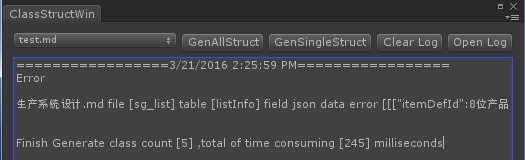 ClassStructWin
test.md
GenAllStruct
GenSingleStruct
Clear Log
Open Log
=================3/21/2016 2:25:59 PM=================
Error
生产系统设计.md file [sg_list] table [listInfo] field json data error [[["itemDefId":8位产品
Finish Generate class count [5] ,total of time consuming [245] milliseconds